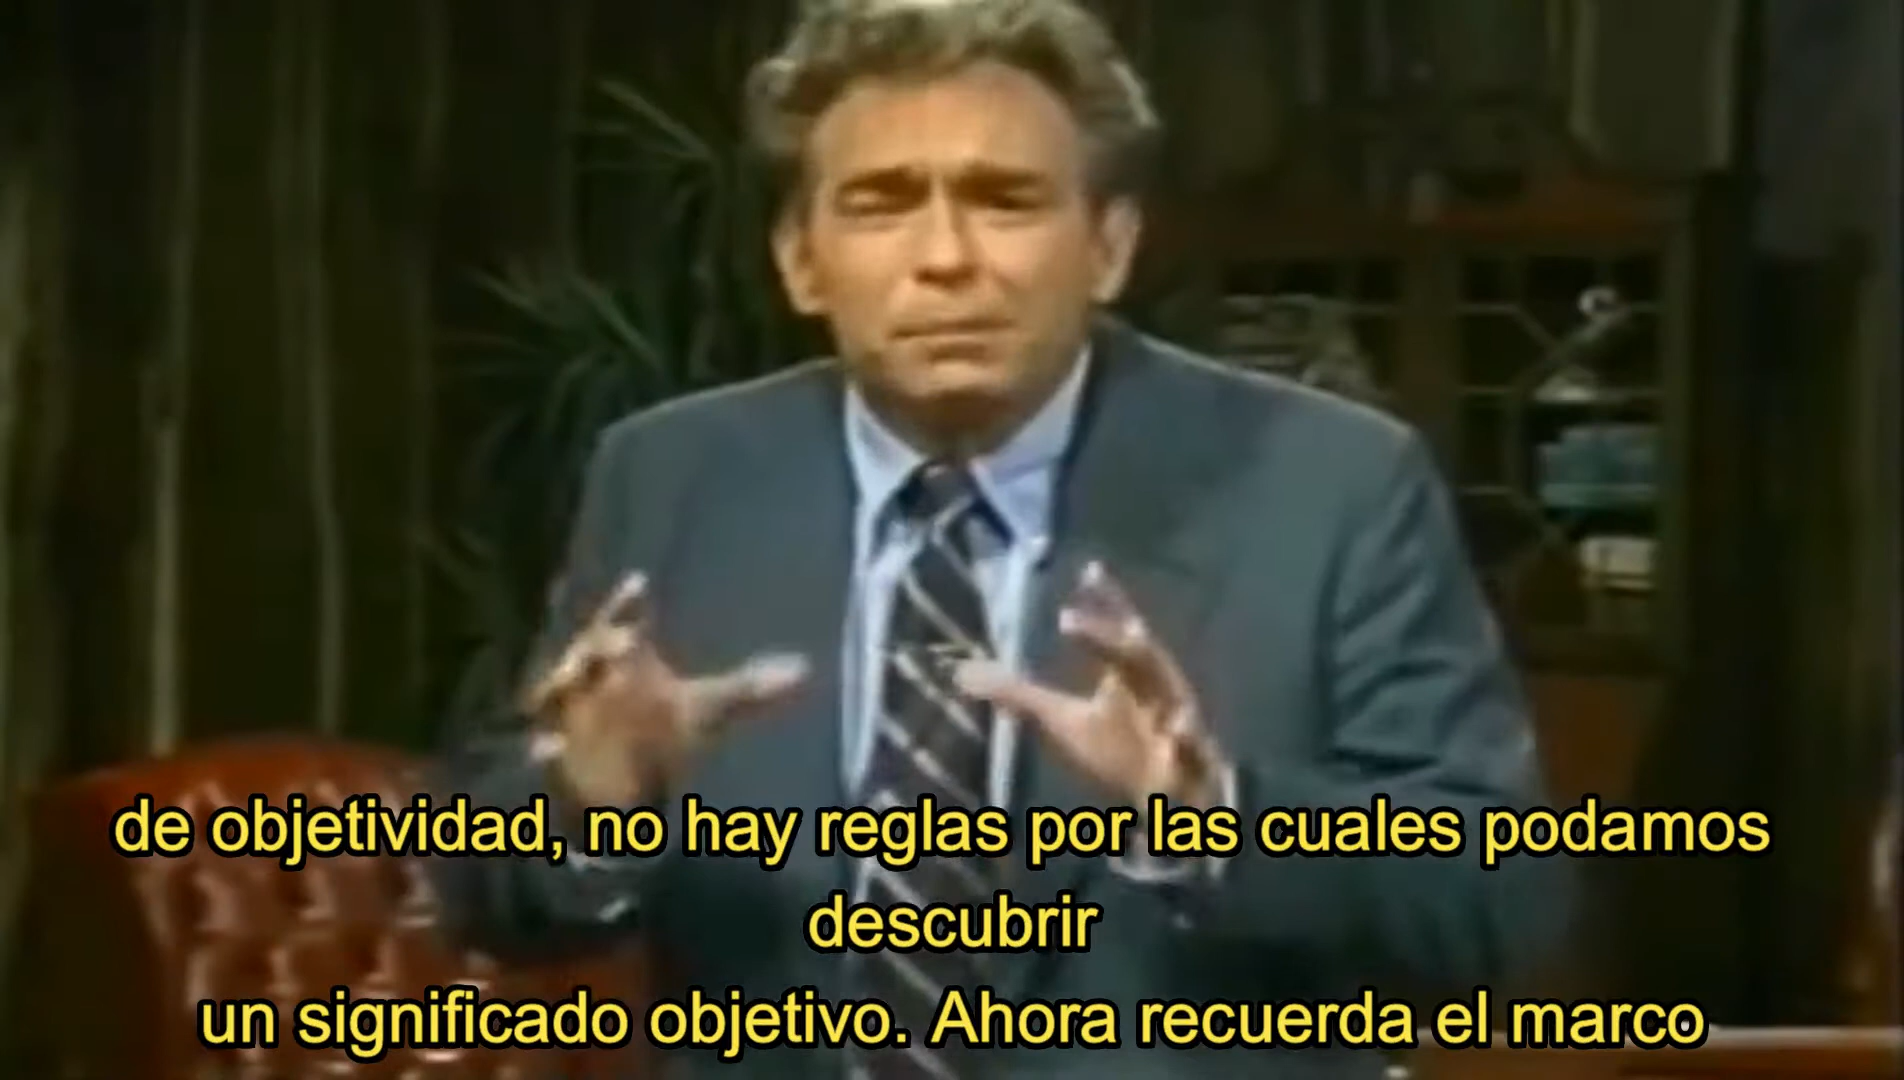 de objetividad, no hay reglas por las cuales podamos
descubrir
un significado objetivo. Ahora recuerda el marco